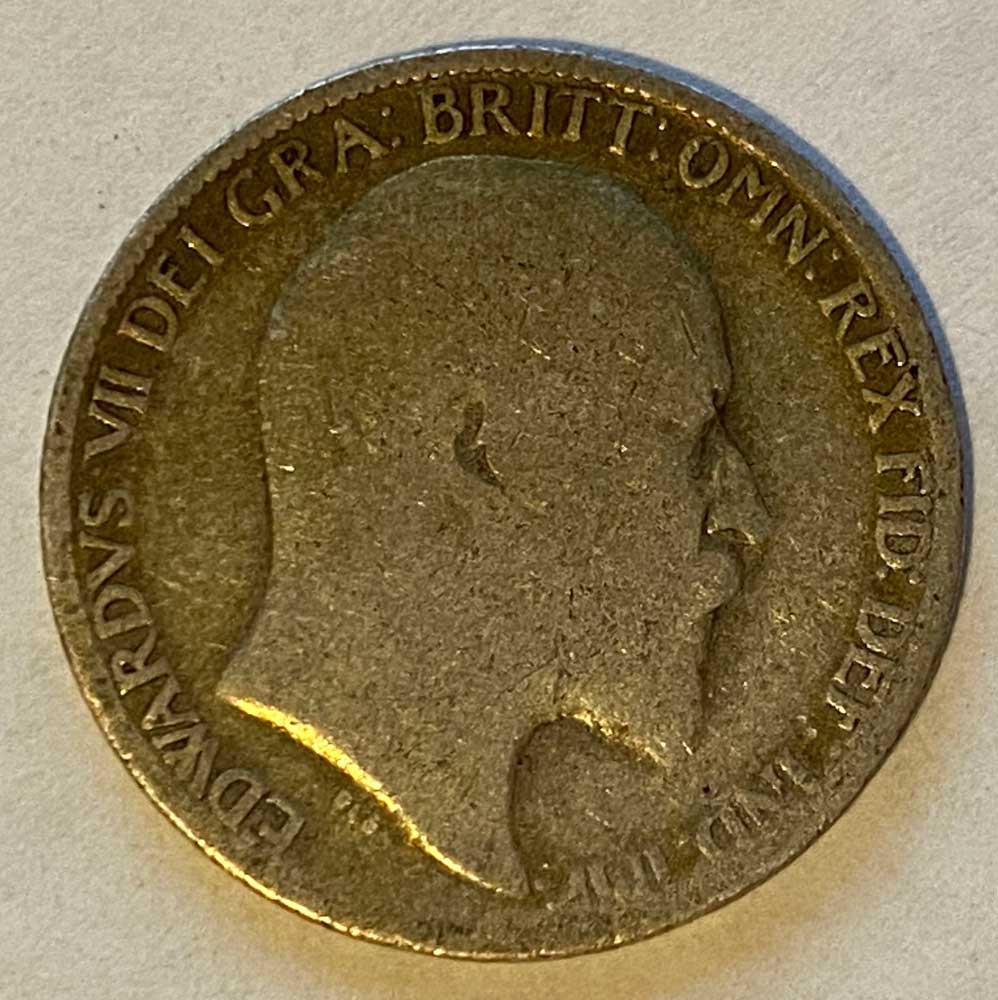 EDWARDVS VII DEI GRA: BRITT: OMN: REX FID: DEF: IND: IMP: